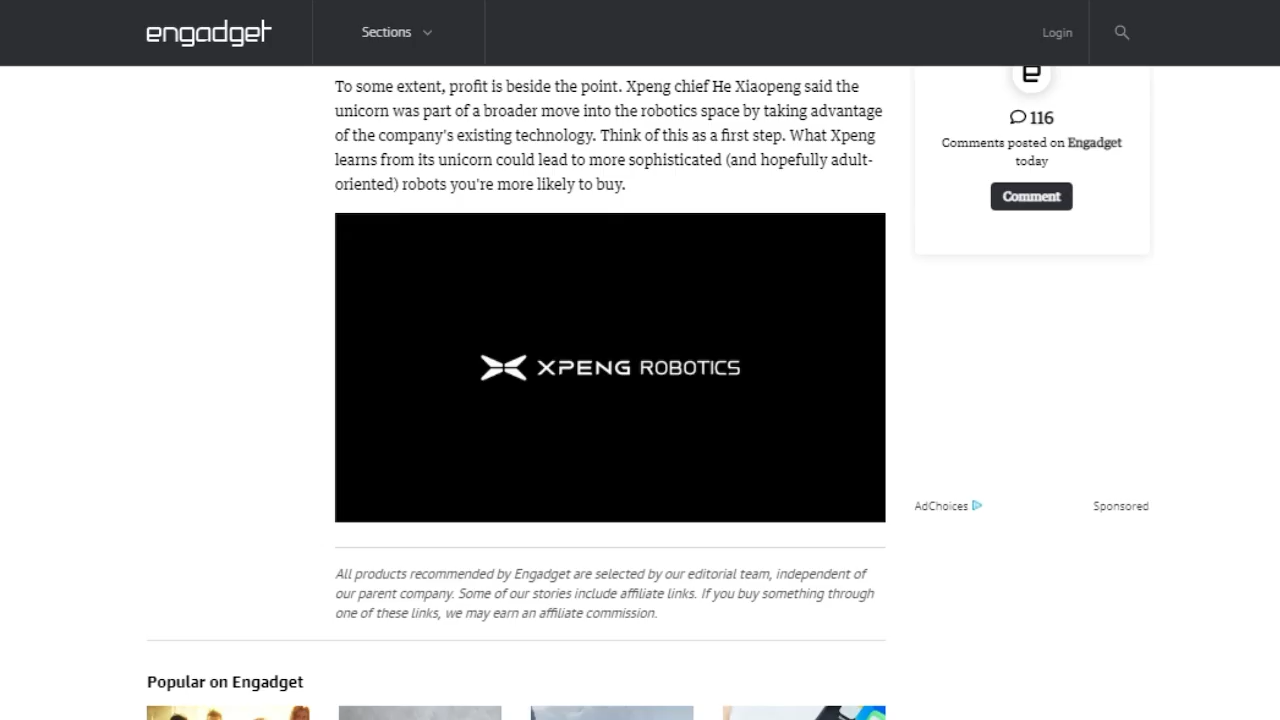 engadget
Sections
Login
To some extent, profit is beside the point. Xpeng chief He Xiaopeng said the
unicorn was part of a broader move into the robotics space by taking advantage
of the company's existing technology. Think of this as a first step. What Xpeng
learns from its unicorn could lead to more sophisticated (and hopefully adult-
oriented) robots you're more likely to buy.
e
116
Comments posted on Engadget
today
Comment
XPENG ROBOTICS
AdChoices
Sponsored
All products recommended by Engadget are selected by our editorial team, independent of
our parent company. Some of our stories include affiliate links. If you buy something through
one of these links, we may earn an affiliate commission.
Popular on Engadget